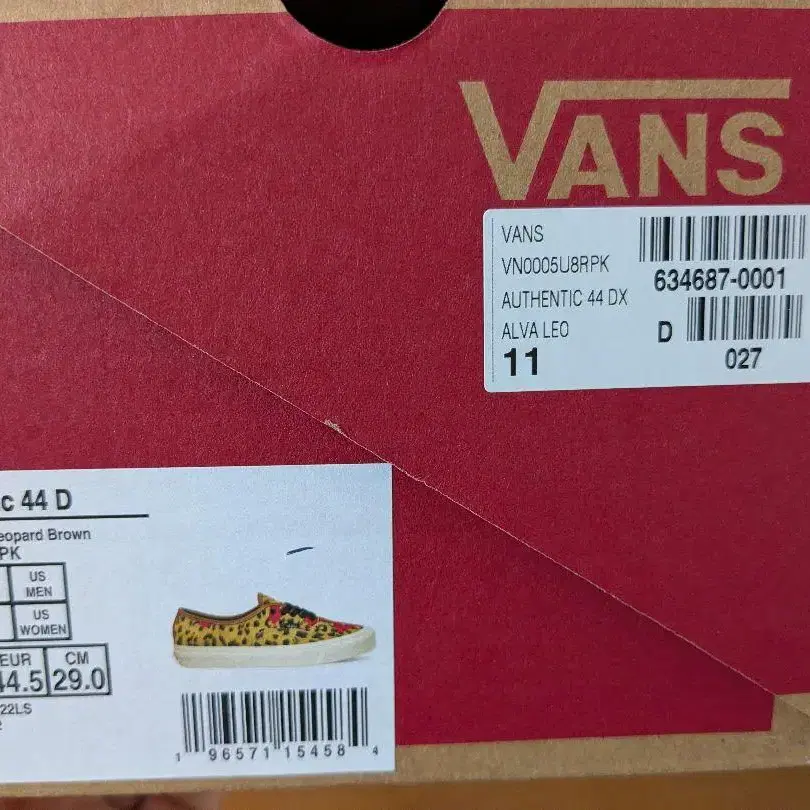 VANS
VANS
VN0005U8RPK
634687-0001
AUTHENTIC 44 DX
ALVA LEO
D
11
027
c 44 D
eopard Brown
PK
US
MEN
US
WOMEN
EUR
CM
44.5
29.0
22LS
1 96571 15458 4